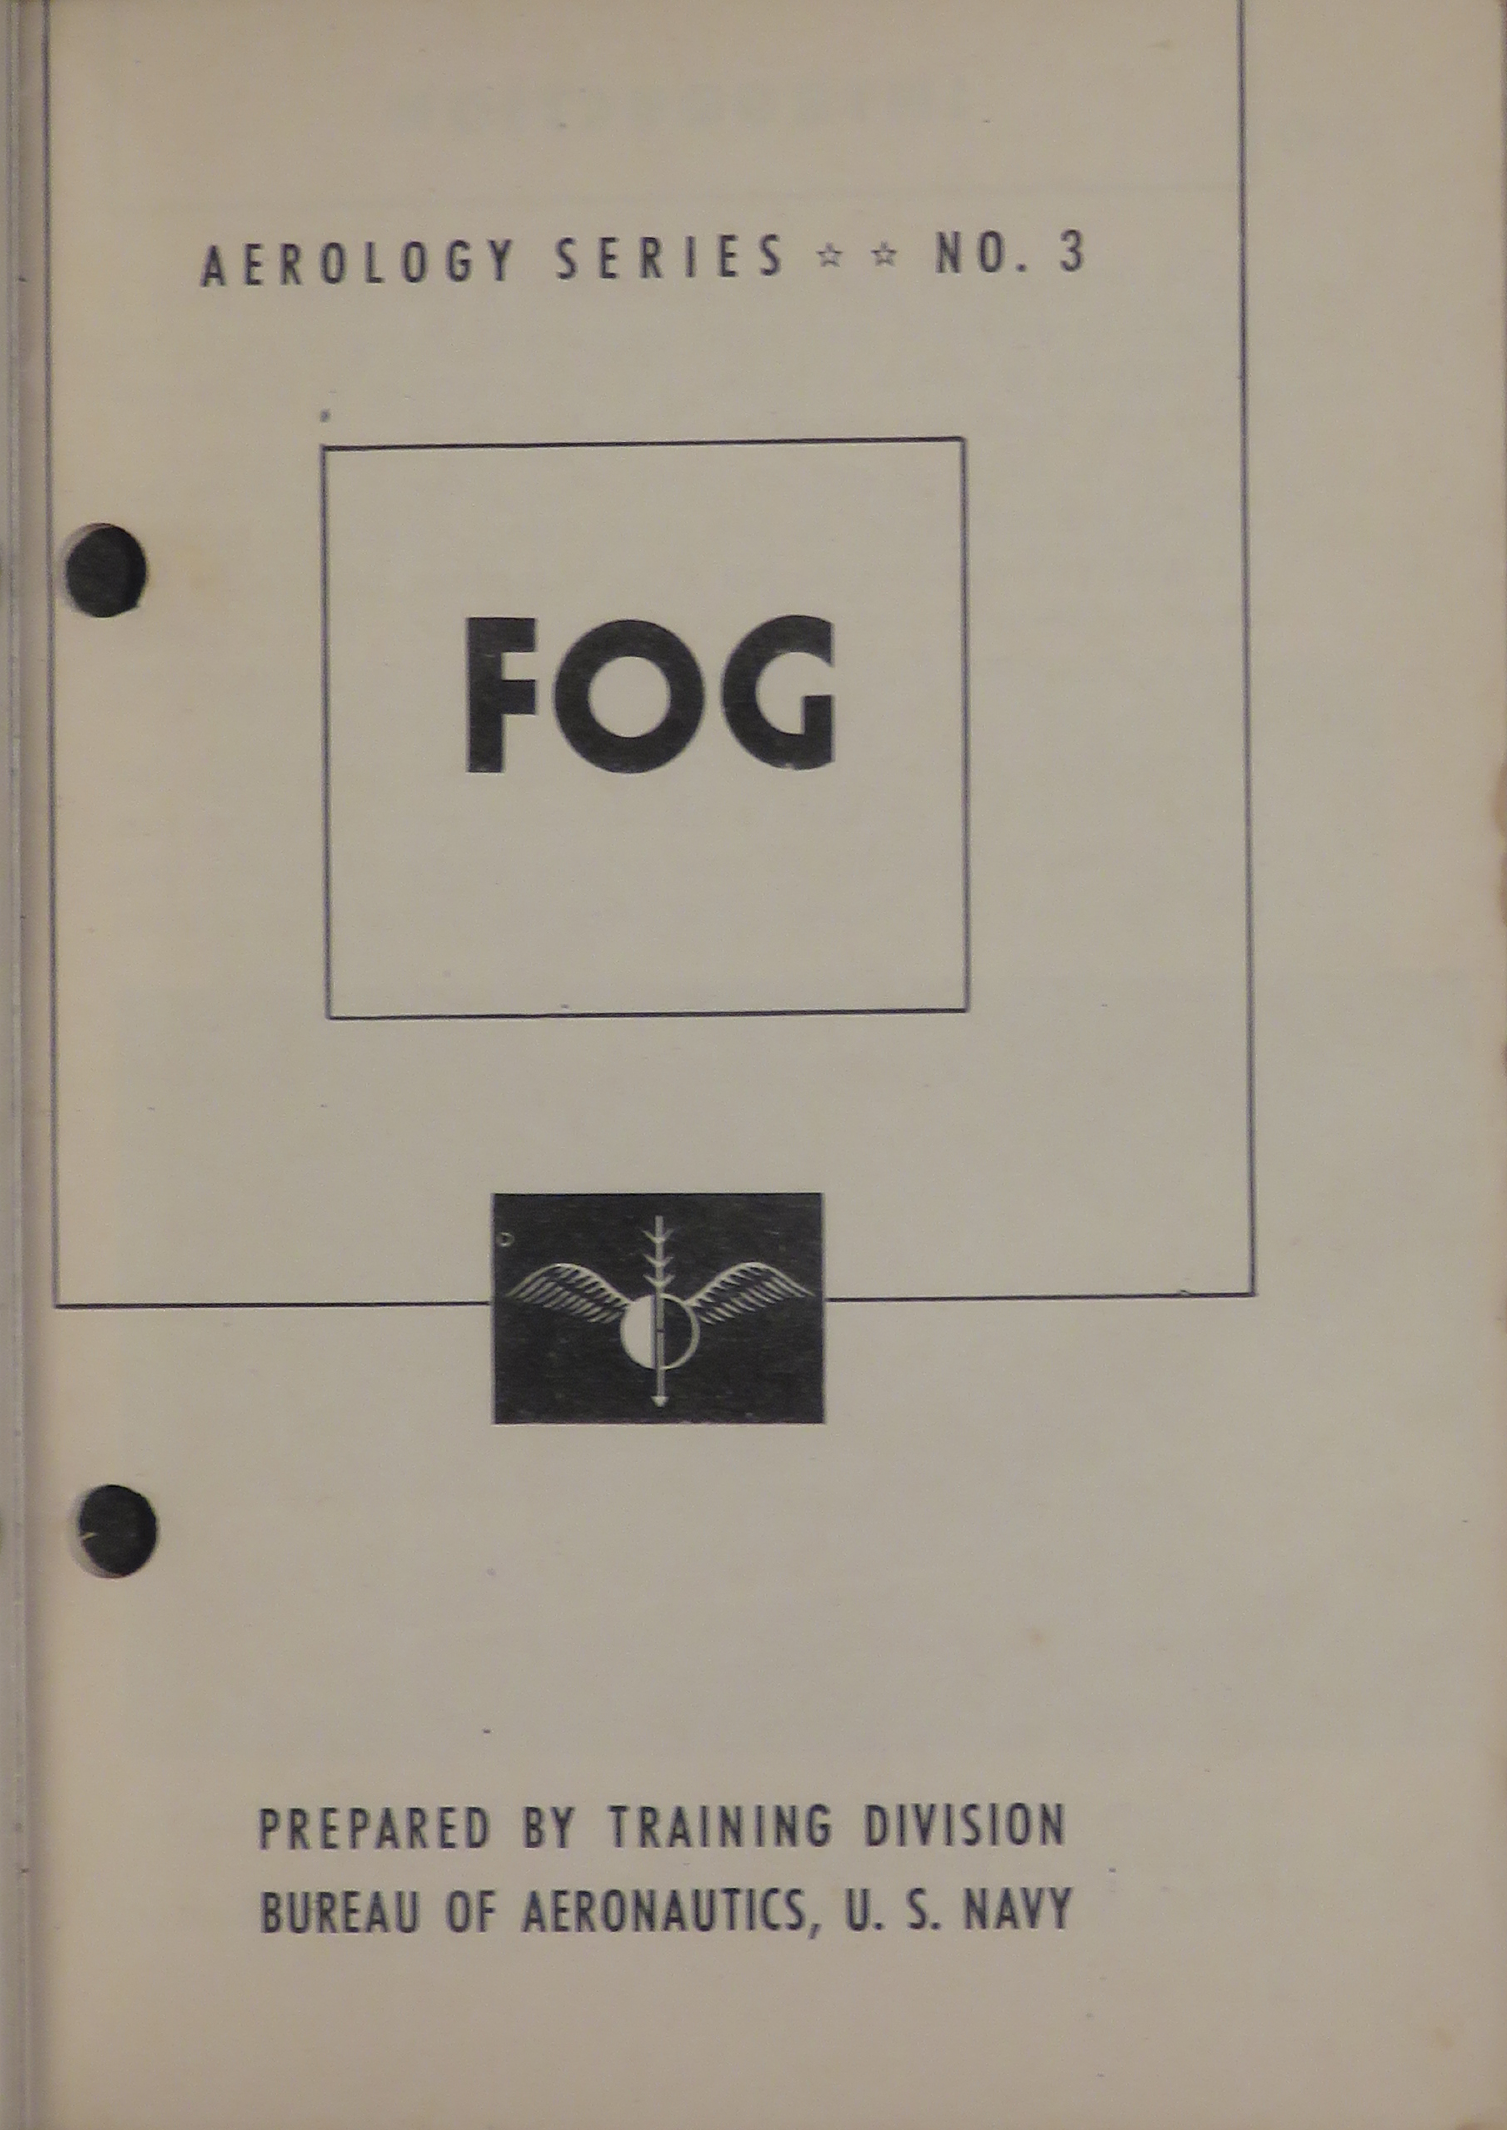 AEROLOGY SERIES ☆ ☆ NO. 3
FOG
PREPARED BY TRAINING DIVISION
BUREAU OF AERONAUTICS, U. S. NAVY